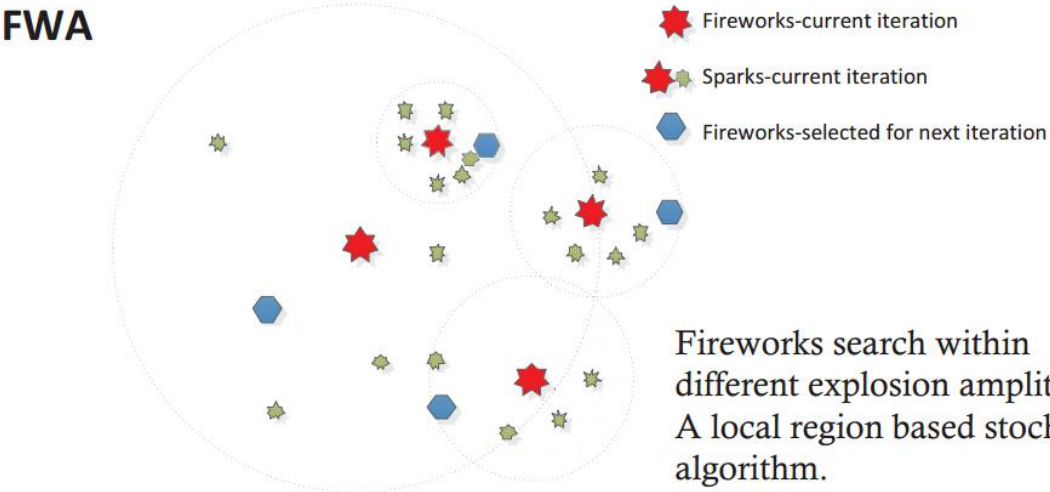 FWA
Fireworks-current iteration
Sparks-current iteration
Fireworks-selected for next iteration
Fireworks search within
different explosion amplit
A local region based stoch
algorithm.